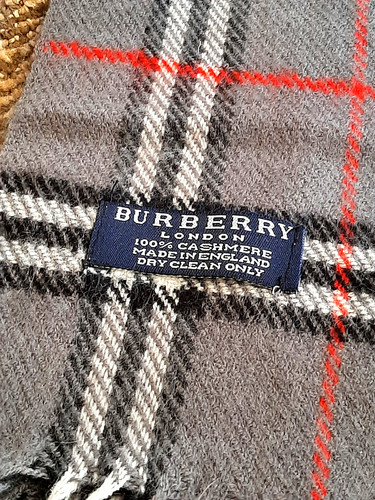 BURBERRY
LONDON
100% CASHMERE
MADE IN ENGLAND
DRY CLEAN ONLY